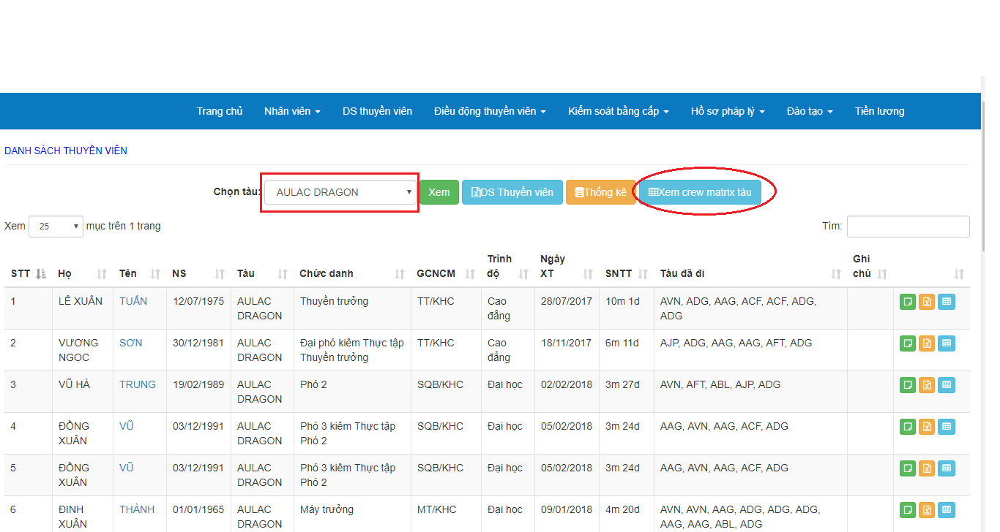 Trang chủ Nhân viên DS thuyền viên Điều động thuyền viên Kiểm soát bằng cấp Hồ sơ pháp lý Đào tạo Tiền lương
DANH SÁCH THUYỀN VIÊN
Chọn tàu: AULAC DRAGON Xem DS Thuyền viên Thống kê Xem crew matrix tàu
Xem 25 mục trên 1 trang Tìm:
STT Họ Tên NS Tàu Chức danh GCNCM Trình độ Ngày XT SNTT Tàu đã đi Ghi chú
1 LÊ XUÂN TUẤN 12/07/1975 AULAC DRAGON Thuyền trưởng TT/KHC Cao đẳng 28/07/2017 10m 1d AVN, ADG, AAG, ACF, ACF, ADG, ADG
2 VƯƠNG NGỌC SƠN 30/12/1981 AULAC DRAGON Đại phó kiêm Thực tập Thuyền trưởng TT/KHC Cao đẳng 18/11/2017 6m 11d AJP, ADG, AAG, AAG, AFT, ADG
3 VŨ HÀ TRUNG 19/02/1989 AULAC DRAGON Phó 2 SQB/KHC Đại học 02/02/2018 3m 27d AVN, AFT, ABL, AJP, ADG
4 ĐỒNG XUÂN VŨ 03/12/1991 AULAC DRAGON Phó 3 kiêm Thực tập Phó 2 SQB/KHC Đại học 05/02/2018 3m 24d AAG, AVN, AAG, ACF, ADG
5 ĐỒNG XUÂN VŨ 03/12/1991 AULAC DRAGON Phó 3 kiêm Thực tập Phó 2 SQB/KHC Đại học 05/02/2018 3m 24d AAG, AVN, AAG, ACF, ADG
6 ĐINH XUÂN THÀNH 01/01/1965 AULAC DRAGON Máy trưởng MT/KHC Đại học 09/01/2018 4m 20d AVN, AVN, AAG, ADG, ADG, ADG, AAG, AAG, ABL, ADG